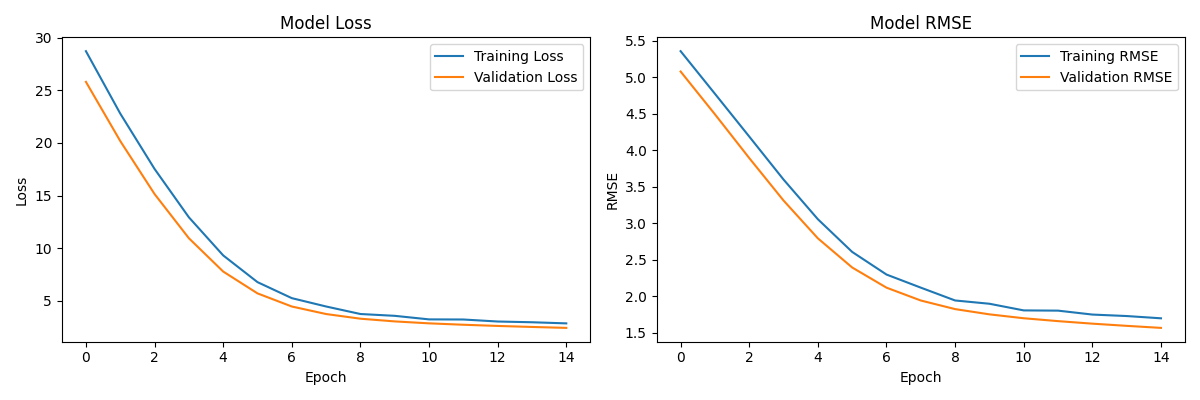 Model Loss
30
25
20
15
10
5
Loss
Training Loss
Validation Loss
0 2 4 6 8 10 12 14
Epoch
Model RMSE
5.5
5.0
4.5
4.0
3.5
3.0
2.5
2.0
1.5
RMSE
Training RMSE
Validation RMSE
0 2 4 6 8 10 12 14
Epoch